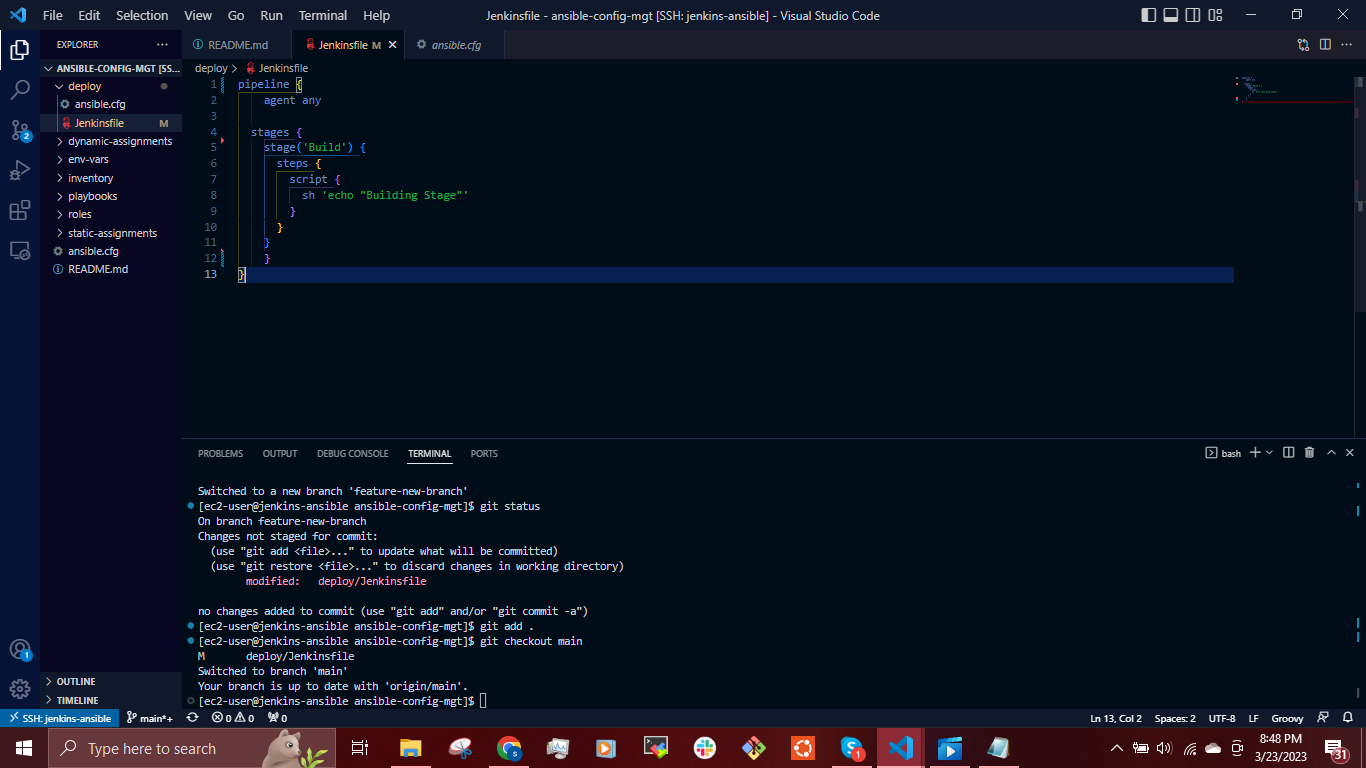 File Edit Selection View Go Run Terminal Help
Jenkinsfile - ansible-config-mgt [SSH: jenkins-ansible] - Visual Studio Code
EXPLORER
ANSIBLE-CONFIG-MGT [SS...
deploy
ansible.cfg
Jenkinsfile M
dynamic-assignments
env-vars
inventory
playbooks
roles
static-assignments
ansible.cfg
README.md
OUTLINE
TIMELINE
2
1
README.md
Jenkinsfile M
ansible.cfg
deploy > Jenkinsfile
1 pipeline {
2 agent any
3
4 stages {
5 stage('Build') {
6 steps {
7 script {
8 sh 'echo "Building Stage"'
9 }
10 }
11 }
12 }
13 }
PROBLEMS OUTPUT DEBUG CONSOLE TERMINAL PORTS
bash
Switched to a new branch 'feature-new-branch'
[ec2-user@jenkins-ansible ansible-config-mgt]$ git status
On branch feature-new-branch
Changes not staged for commit:
(use "git add <file>..." to update what will be committed)
(use "git restore <file>..." to discard changes in working directory)
modified: deploy/Jenkinsfile
no changes added to commit (use "git add" and/or "git commit -a")
[ec2-user@jenkins-ansible ansible-config-mgt]$ git add .
[ec2-user@jenkins-ansible ansible-config-mgt]$ git checkout main
M deploy/Jenkinsfile
Switched to branch 'main'
Your branch is up to date with 'origin/main'.
[ec2-user@jenkins-ansible ansible-config-mgt]$
SSH: jenkins-ansible main*+ 0 0 0
Ln 13, Col 2 Spaces: 2 UTF-8 LF Groovy
Type here to search
1
8:48 PM
3/23/2023
31